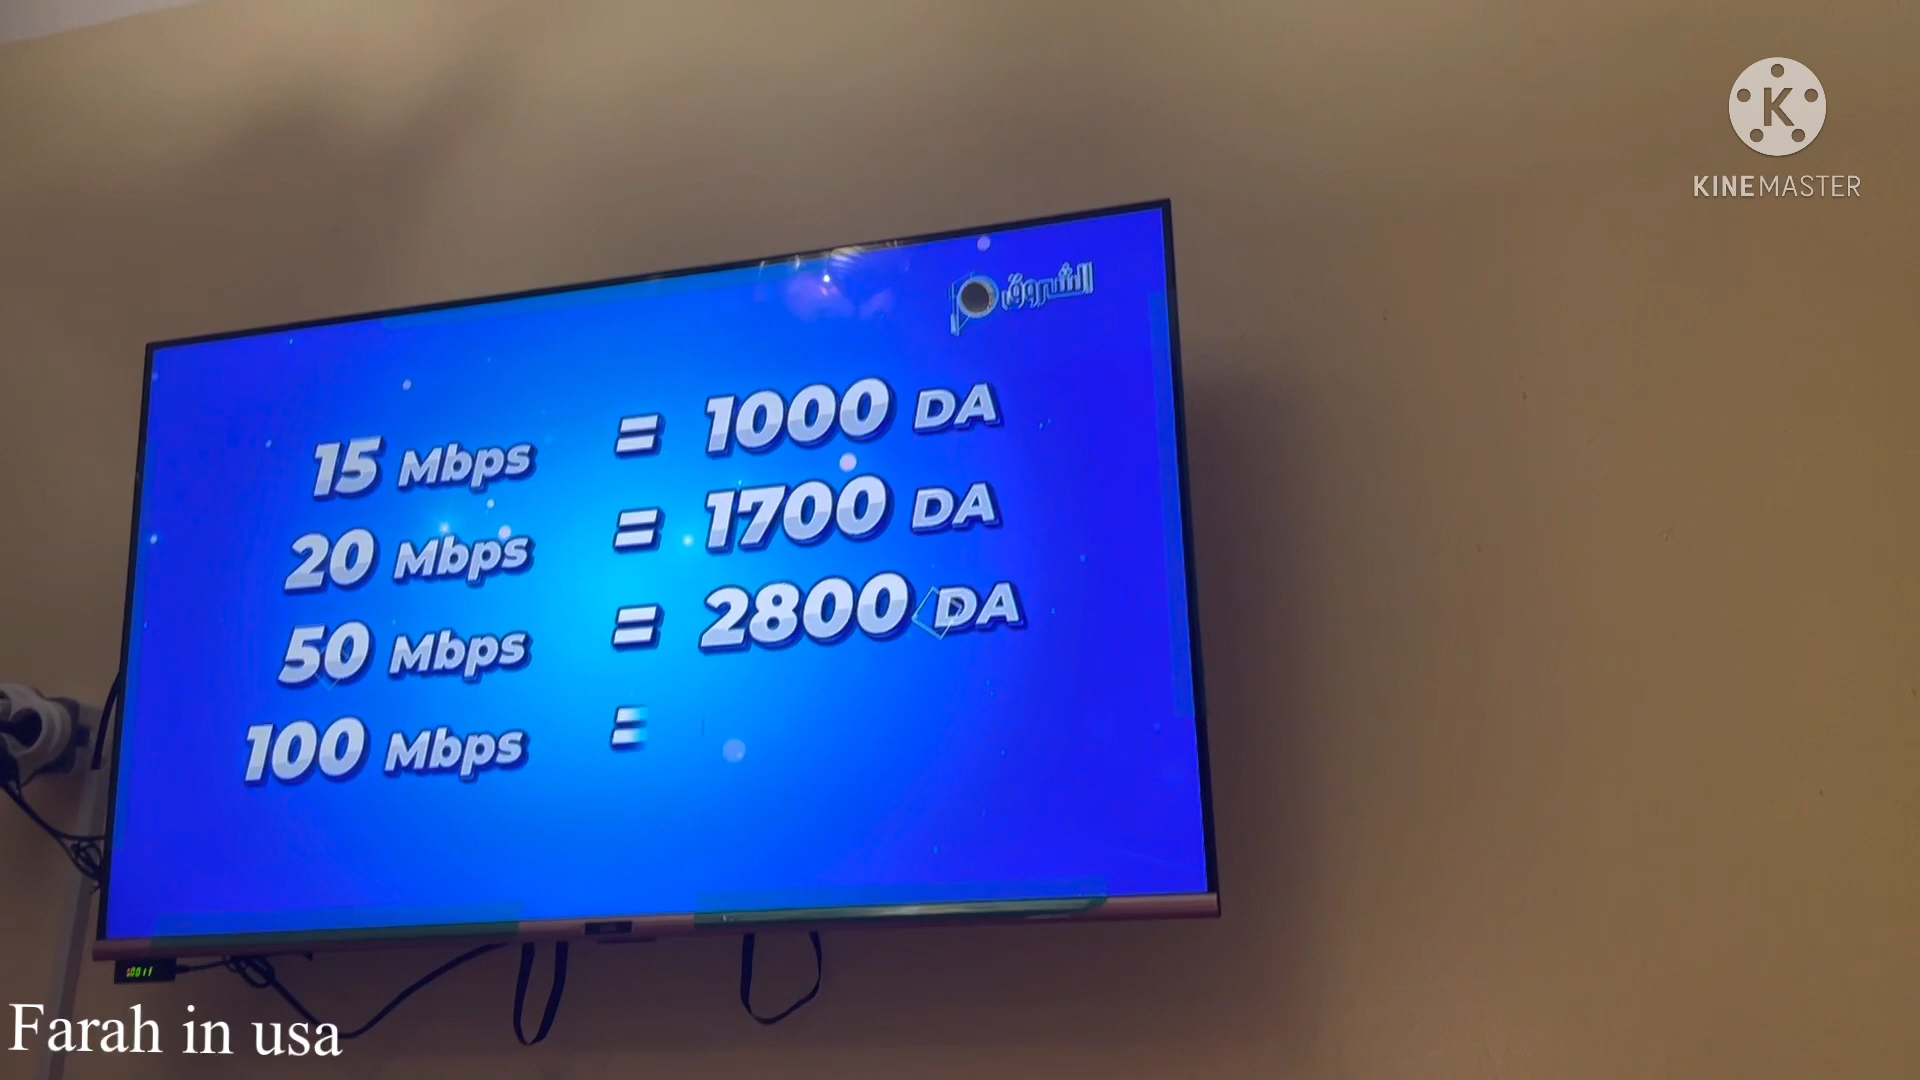 K
KINEMASTER
الشروق
15 Mbps = 1000 DA
20 Mbps = 1700 DA
50 Mbps = 2800 DA
100 Mbps =
Farah in usa